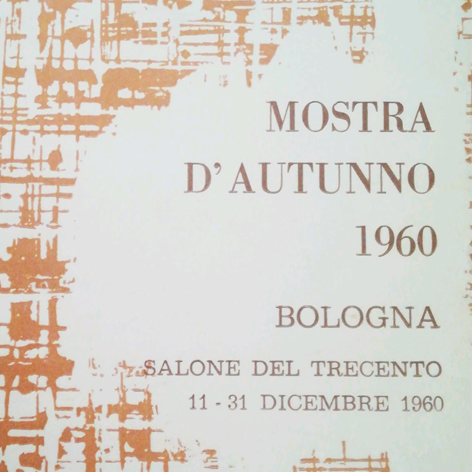 MOSTRA
D'AUTUNNO
1960
BOLOGNA
SALONE DEL TRECENTO
11 - 31 DICEMBRE 1960